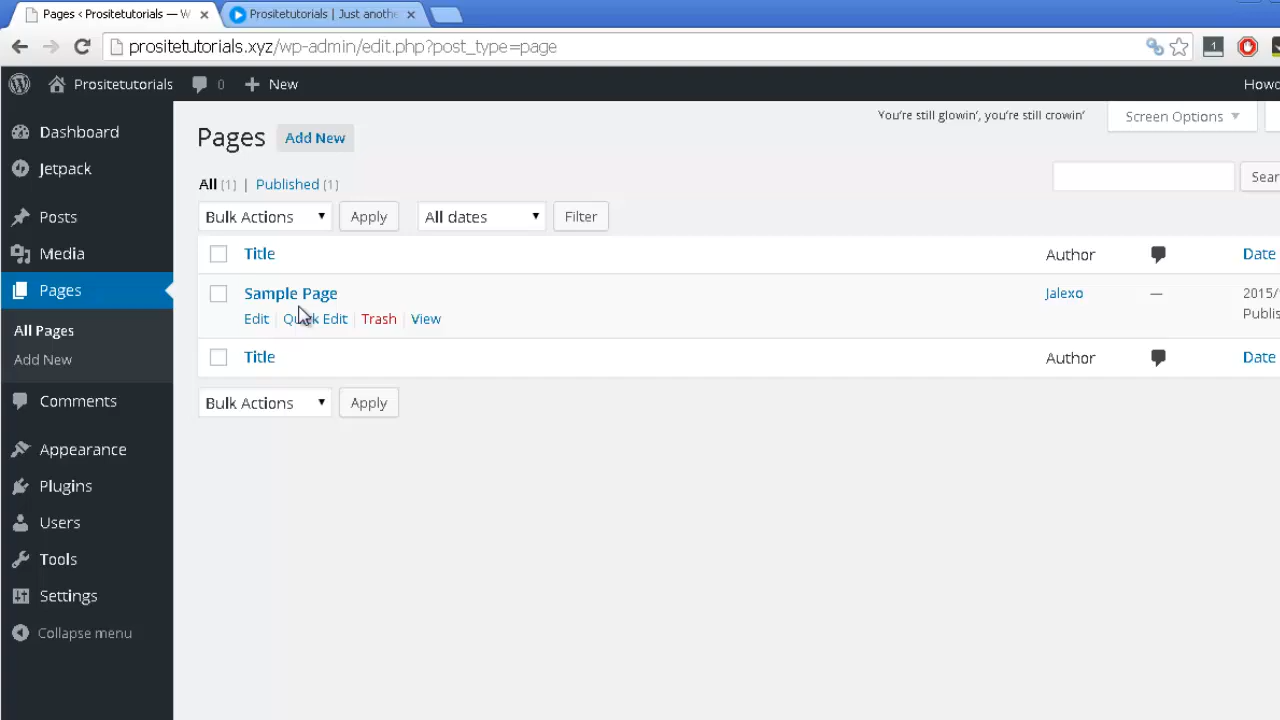 Pages ‹ Prositetutorials — W
Prositetutorials | Just anoth
prositetutorials.xyz/wp-admin/edit.php?post_type=page
1
Prositetutorials 0 New
Howd
Dashboard
Jetpack
Posts
Media
Pages
All Pages
Add New
Comments
Appearance
Plugins
Users
Tools
Settings
Collapse menu
You're still glowin', you're still crowin'
Screen Options
Pages Add New
All (1) | Published (1)
Sear
Bulk Actions Apply All dates Filter
Title Author Date
Sample Page Jalexo — 2015/
Edit | Quick Edit | Trash | View Publis
Title Author Date
Bulk Actions Apply